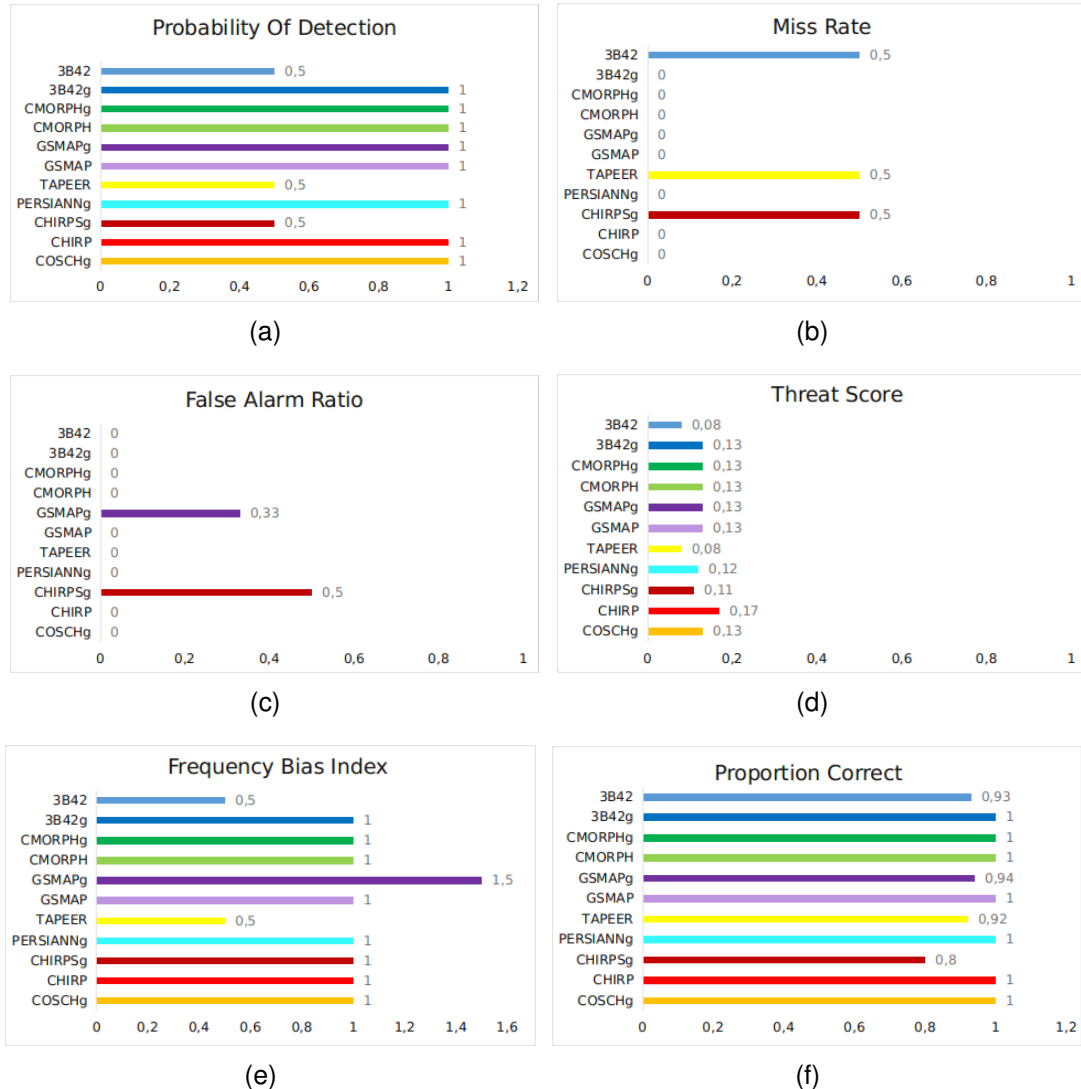 Probability Of Detection
3B42 0,5
3B42g 1
CMORPHg 1
CMORPH 1
GSMAPg 1
GSMAP 1
TAPEER 0,5
PERSIANNg 1
CHIRPSg 0,5
CHIRP 1
COSCHg 1
0 0,2 0,4 0,6 0,8 1 1,2
(a)
Miss Rate
3B42 0,5
3B42g 0
CMORPHg 0
CMORPH 0
GSMAPg 0
GSMAP 0
TAPEER 0,5
PERSIANNg 0
CHIRPSg 0,5
CHIRP 0
COSCHg 0
0 0,2 0,4 0,6 0,8 1
(b)
False Alarm Ratio
3B42 0
3B42g 0
CMORPHg 0
CMORPH 0
GSMAPg 0,33
GSMAP 0
TAPEER 0
PERSIANNg 0
CHIRPSg 0,5
CHIRP 0
COSCHg 0
0 0,2 0,4 0,6 0,8 1
(c)
Threat Score
3B42 0,08
3B42g 0,13
CMORPHg 0,13
CMORPH 0,13
GSMAPg 0,13
GSMAP 0,13
TAPEER 0,08
PERSIANNg 0,12
CHIRPSg 0,11
CHIRP 0,17
COSCHg 0,13
0 0,2 0,4 0,6 0,8 1
(d)
Frequency Bias Index
3B42 0,5
3B42g 1
CMORPHg 1
CMORPH 1
GSMAPg 1,5
GSMAP 1
TAPEER 0,5
PERSIANNg 1
CHIRPSg 1
CHIRP 1
COSCHg 1
0 0,2 0,4 0,6 0,8 1 1,2 1,4 1,6
(e)
Proportion Correct
3B42 0,93
3B42g 1
CMORPHg 1
CMORPH 1
GSMAPg 0,94
GSMAP 1
TAPEER 0,92
PERSIANNg 1
CHIRPSg 0,8
CHIRP 1
COSCHg 1
0 0,2 0,4 0,6 0,8 1 1,2
(f)